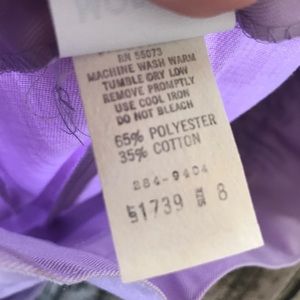 RN 55073
MACHINE WASH WARM
TUMBLE DRY LOW
REMOVE PROMPTLY
USE COOL IRON
DO NOT BLEACH
65% POLYESTER
35% COTTON
884-9404
51739 8